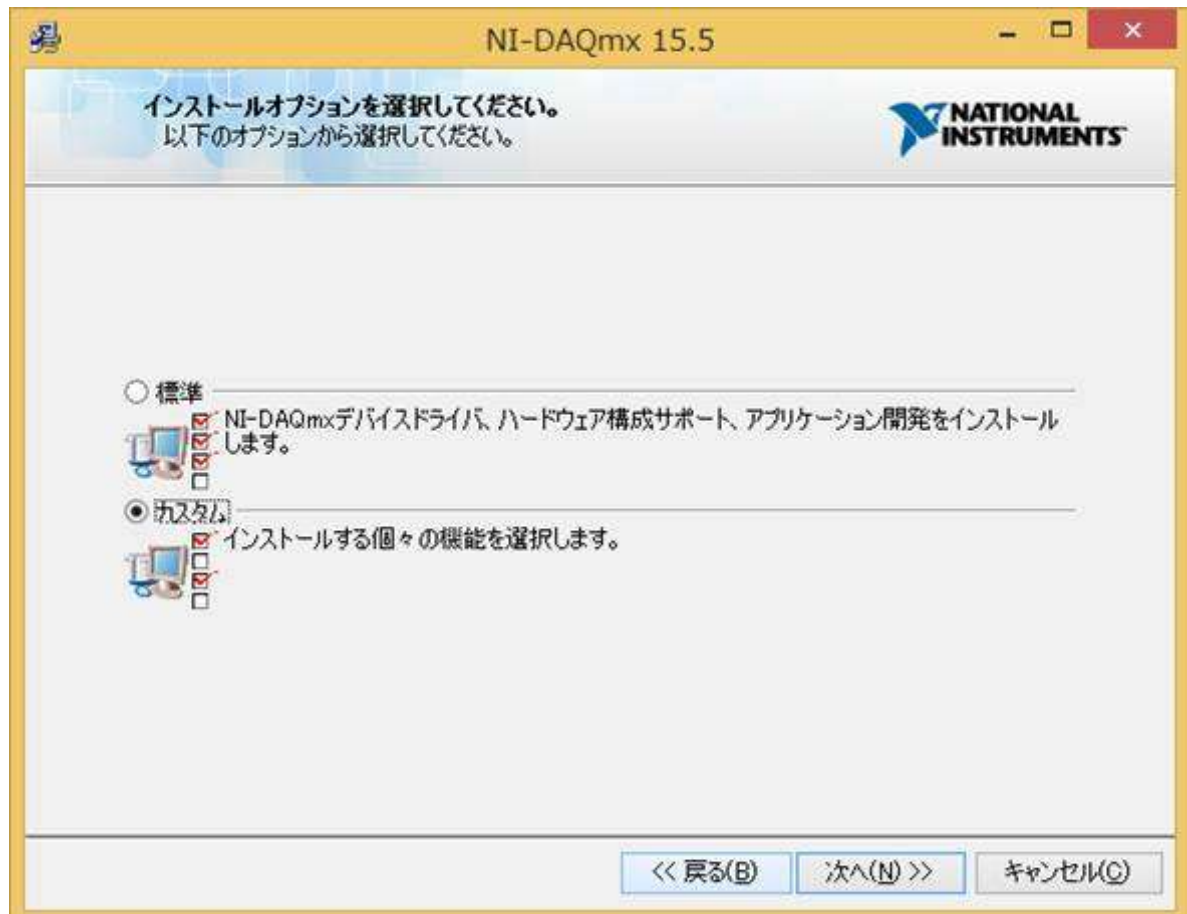 NI-DAQmx 15.5
インストールオプションを選択してください。
以下のオプションから選択してください。
NATIONAL
INSTRUMENTS
標準
NI-DAQmxデバイスドライバ、ハードウェア構成サポート、アプリケーション開発をインストール
します。
カスタム
インストールする個々の機能を選択します。
<< 戻る(B)
次へ(N) >>
キャンセル(C)